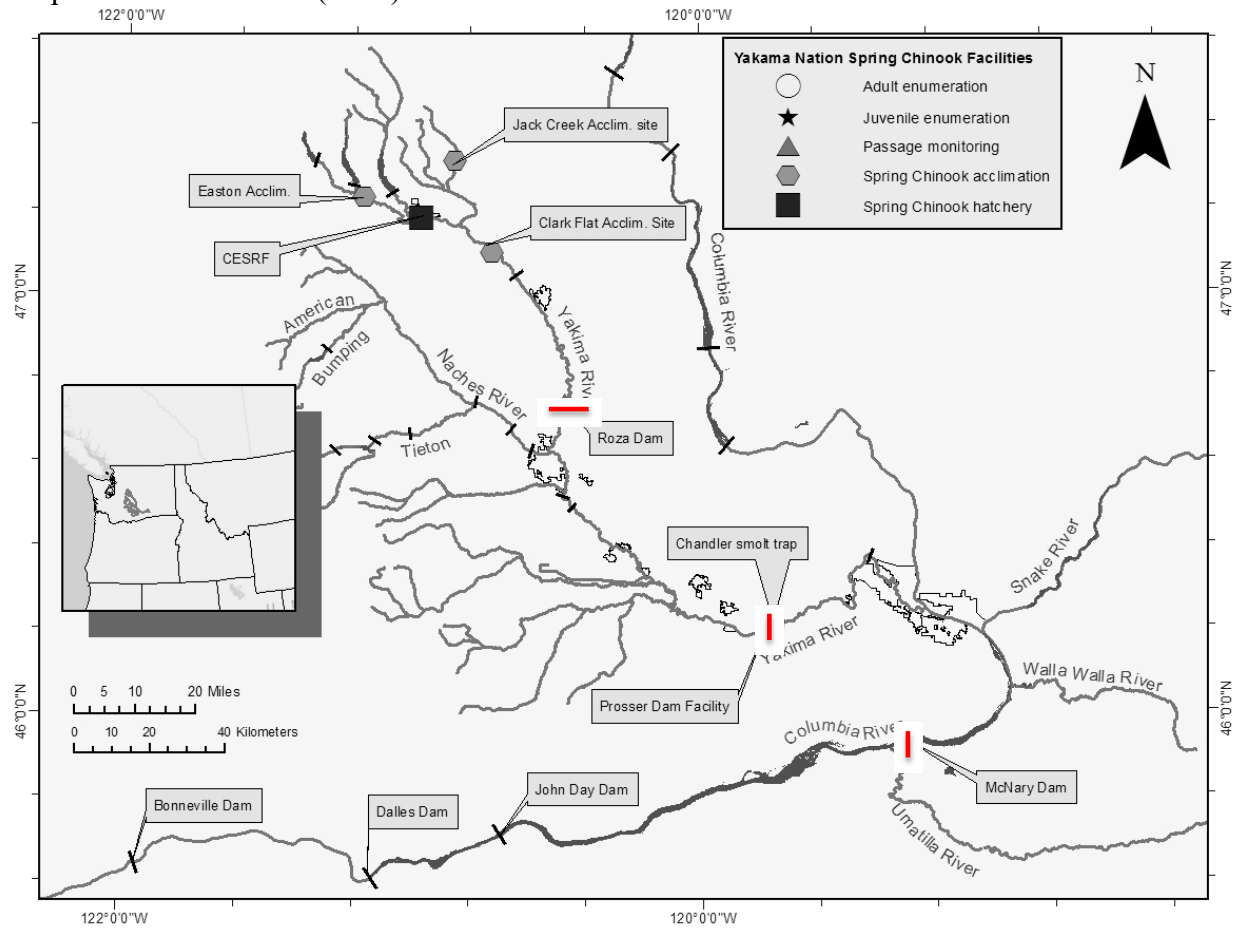 122°0'0"W
120°0'0"W
Yakama Nation Spring Chinook Facilities
Adult enumeration
Juvenile enumeration
Passage monitoring
Spring Chinook acclimation
Spring Chinook hatchery
N
Jack Creek Acclim. site
Easton Acclim.
Clark Flat Acclim. Site
CESRF
Columbia River
47°0'0"N
47°0'0"N
American
Bumping
Yakima River
Naches River
Tieton
Roza Dam
Chandler smolt trap
Snake River
Yakima River
Walla Walla River
Prosser Dam Facility
0 5 10 20 Miles
0 10 20 40 Kilometers
46°0'0"N
46°0'0"N
Columbia River
McNary Dam
John Day Dam
Bonneville Dam
Dalles Dam
Umatilla River
122°0'0"W
120°0'0"W